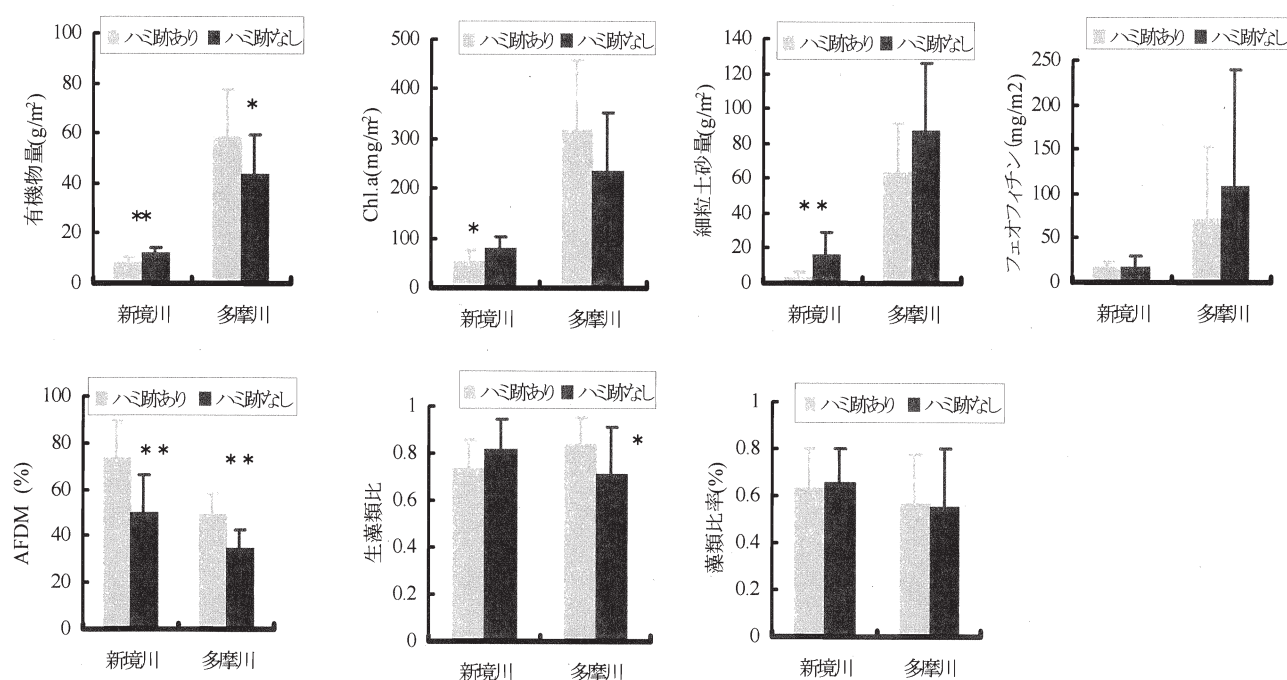 ハミ跡あり ハミ跡なし
有機物量(g/m²)
100
80
60
40
20
0
*
**
新境川 多摩川
ハミ跡あり ハミ跡なし
Chl.a(mg/m²)
500
400
300
200
100
0
*
新境川 多摩川
ハミ跡あり ハミ跡なし
細粒土砂量(g/m²)
140
120
100
80
60
40
20
0
**
新境川 多摩川
ハミ跡あり ハミ跡なし
フェオフィチン(mg/m2)
250
200
150
100
50
0
新境川 多摩川
ハミ跡あり ハミ跡なし
AFDM (%)
100
80
60
40
20
0
** **
新境川 多摩川
ハミ跡あり ハミ跡なし
生藻類比
1
0.8
0.6
0.4
0.2
0
*
新境川 多摩川
ハミ跡あり ハミ跡なし
藻類比率(%)
1
0.8
0.6
0.4
0.2
0
新境川 多摩川